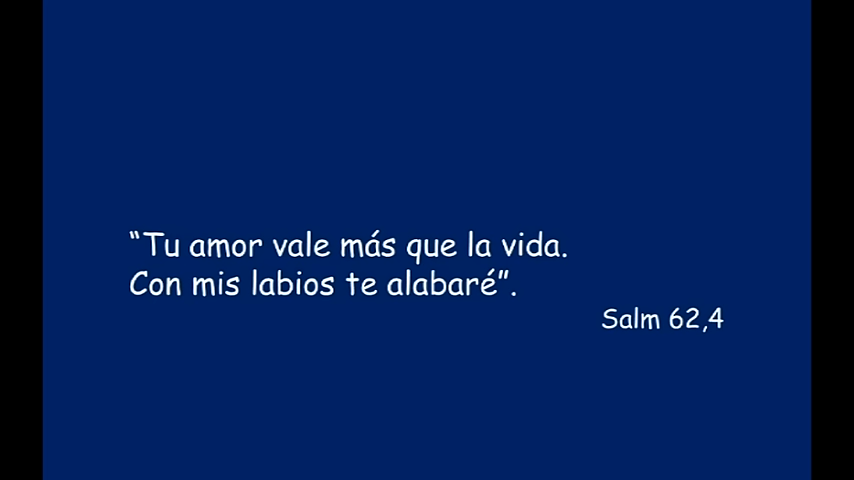 “Tu amor vale más que la vida.
Con mis labios te alabaré”.
Salm 62,4